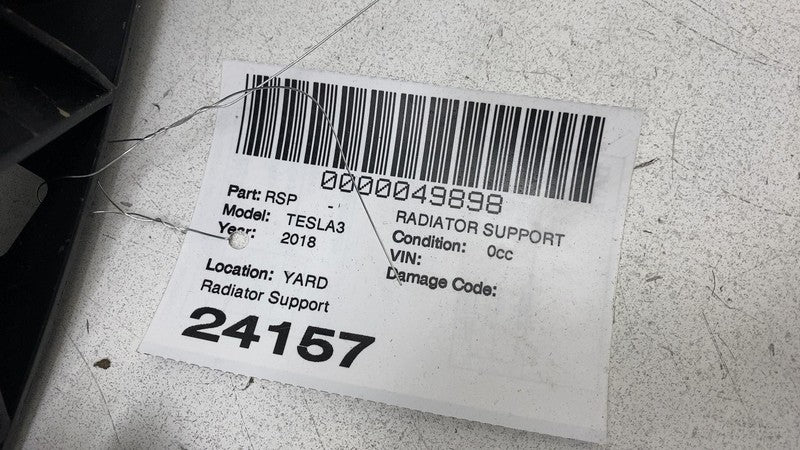 0000049898
Part: RSP - RADIATOR SUPPORT
Model: TESLA3 Condition: 0cc
Year: 2018 VIN:
Damage Code:
Location: YARD
Radiator Support
24157